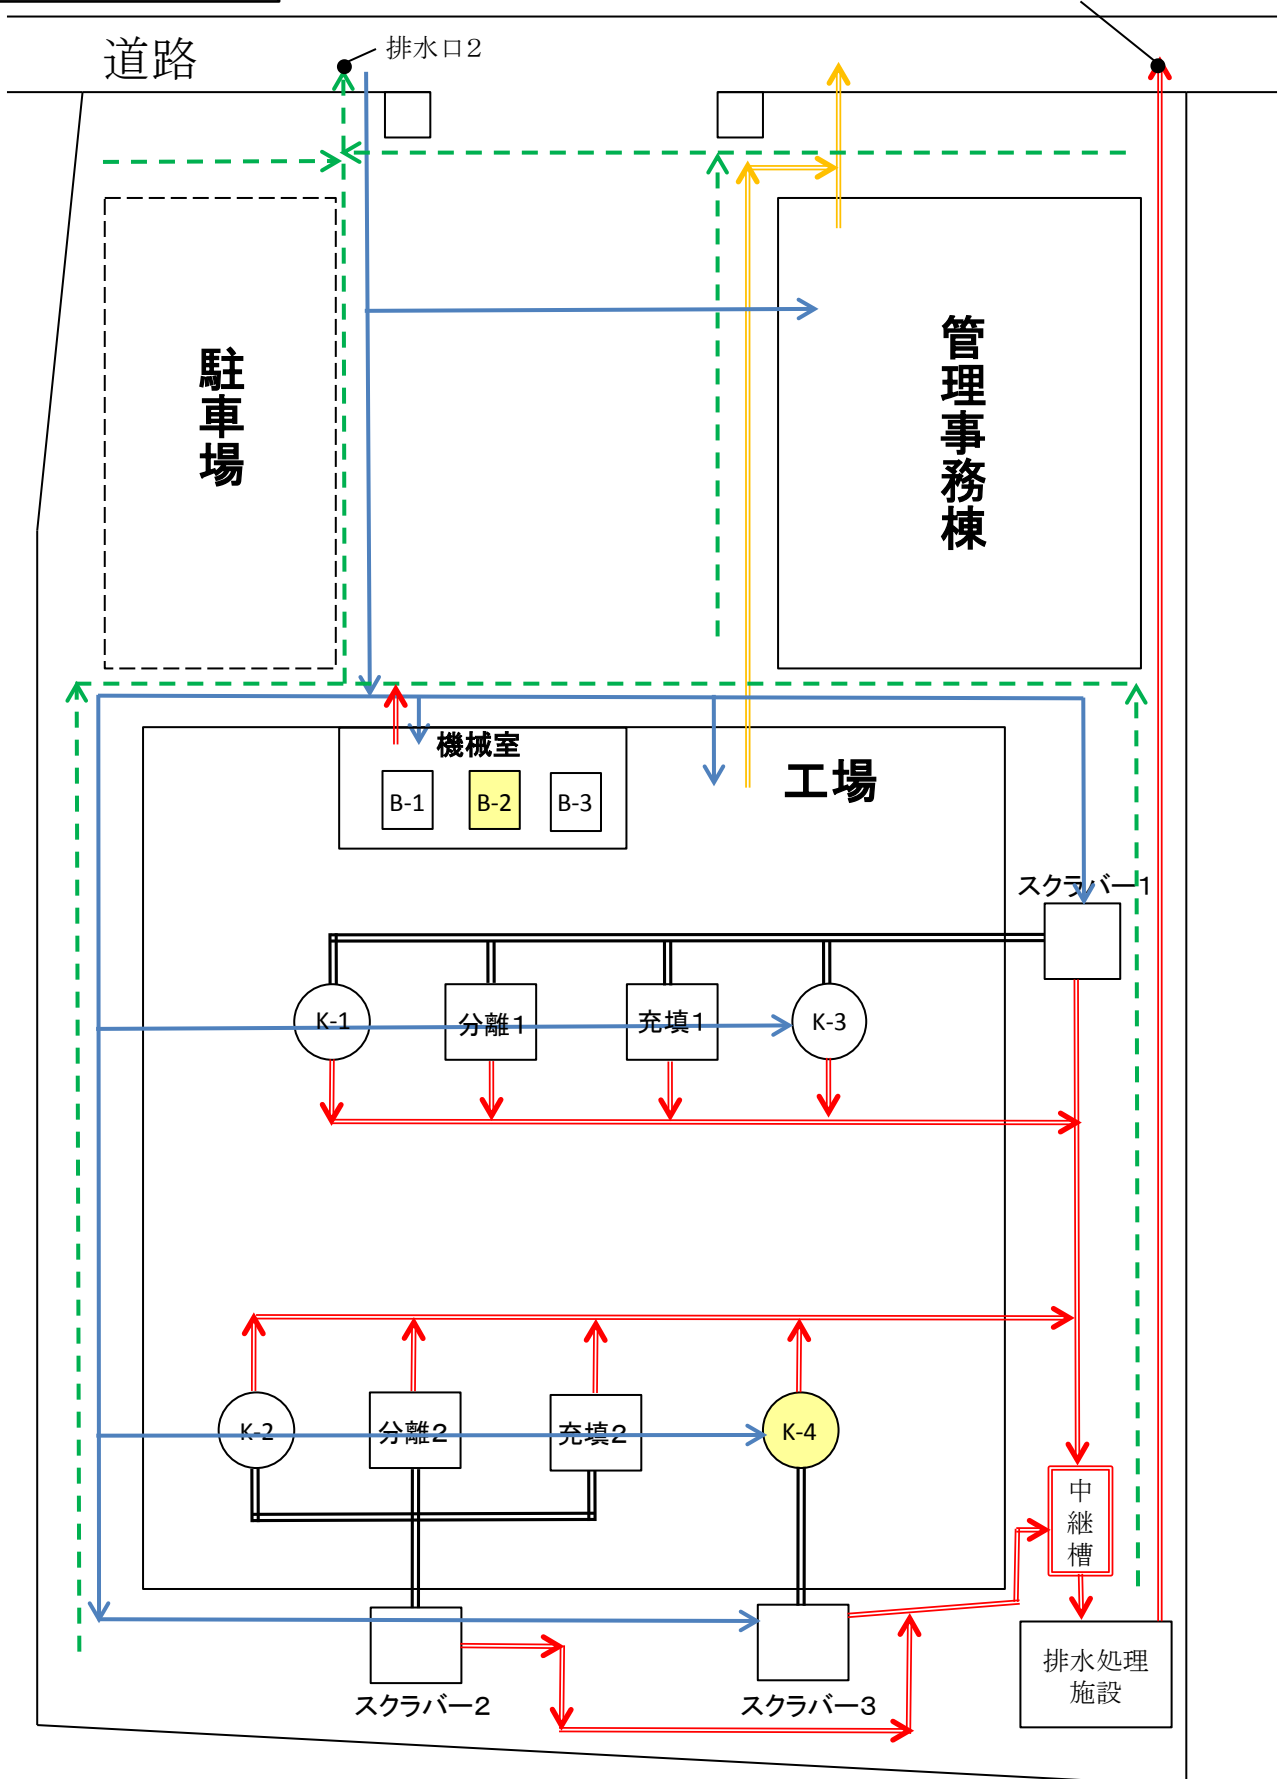 道路
排水口2
駐車場
管理事務棟
機械室
工場
B-1
B-2
B-3
スクラバー1
K-1
分離1
充填1
K-3
K-2
分離2
充填2
K-4
中継槽
排水処理
施設
スクラバー2
スクラバー3